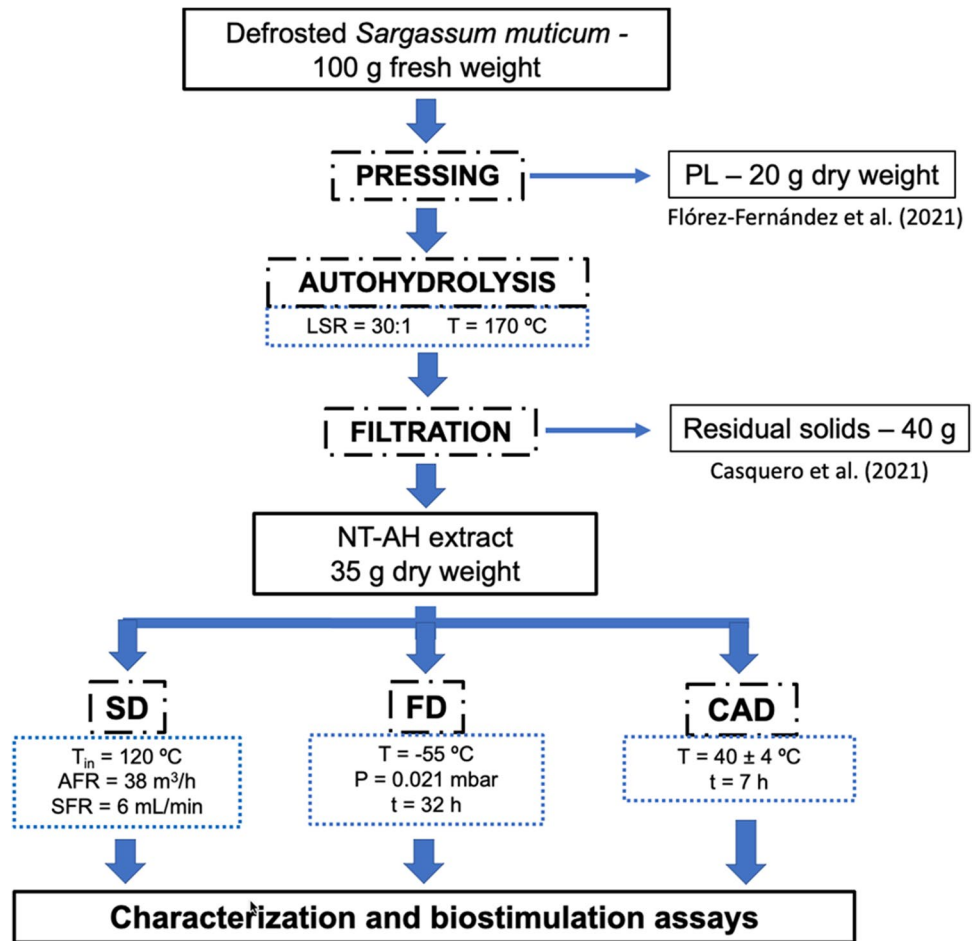 Defrosted Sargassum muticum -
100 g fresh weight
PRESSING
PL – 20 g dry weight
Flórez-Fernández et al. (2021)
AUTOHYDROLYSIS
LSR = 30:1 T = 170 ºC
FILTRATION
Residual solids – 40 g
Casquero et al. (2021)
NT-AH extract
35 g dry weight
SD
Tin = 120 ºC
AFR = 38 m³/h
SFR = 6 mL/min
FD
T = -55 ºC
P = 0.021 mbar
t = 32 h
CAD
T = 40 ± 4 ºC
t = 7 h
Characterization and biostimulation assays